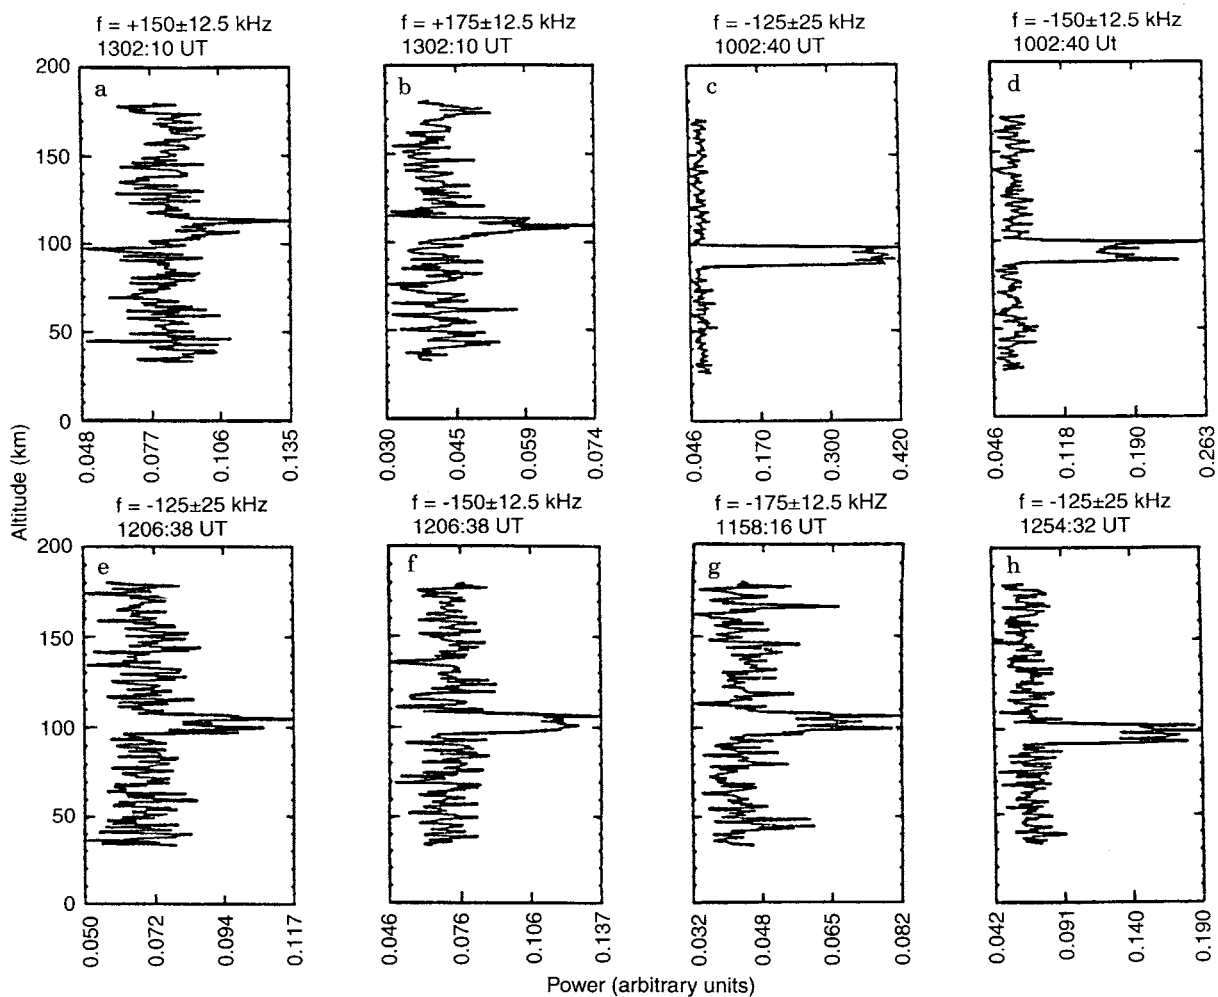 f = +150±12.5 kHz
1302:10 UT
f = +175±12.5 kHz
1302:10 UT
f = -125±25 kHz
1002:40 UT
f = -150±12.5 kHz
1002:40 Ut
200
150
100
50
0
a
b
c
d
0.048 0.077 0.106 0.135
0.030 0.045 0.059 0.074
0.046 0.170 0.300 0.420
0.046 0.118 0.190 0.263
Altitude (km)
f = -125±25 kHz
1206:38 UT
f = -150±12.5 kHz
1206:38 UT
f = -175±12.5 kHZ
1158:16 UT
f = -125±25 kHz
1254:32 UT
200
150
100
50
0
e
f
g
h
0.050 0.072 0.094 0.117
0.046 0.076 0.106 0.137
0.032 0.048 0.065 0.082
0.042 0.091 0.140 0.190
Power (arbitrary units)